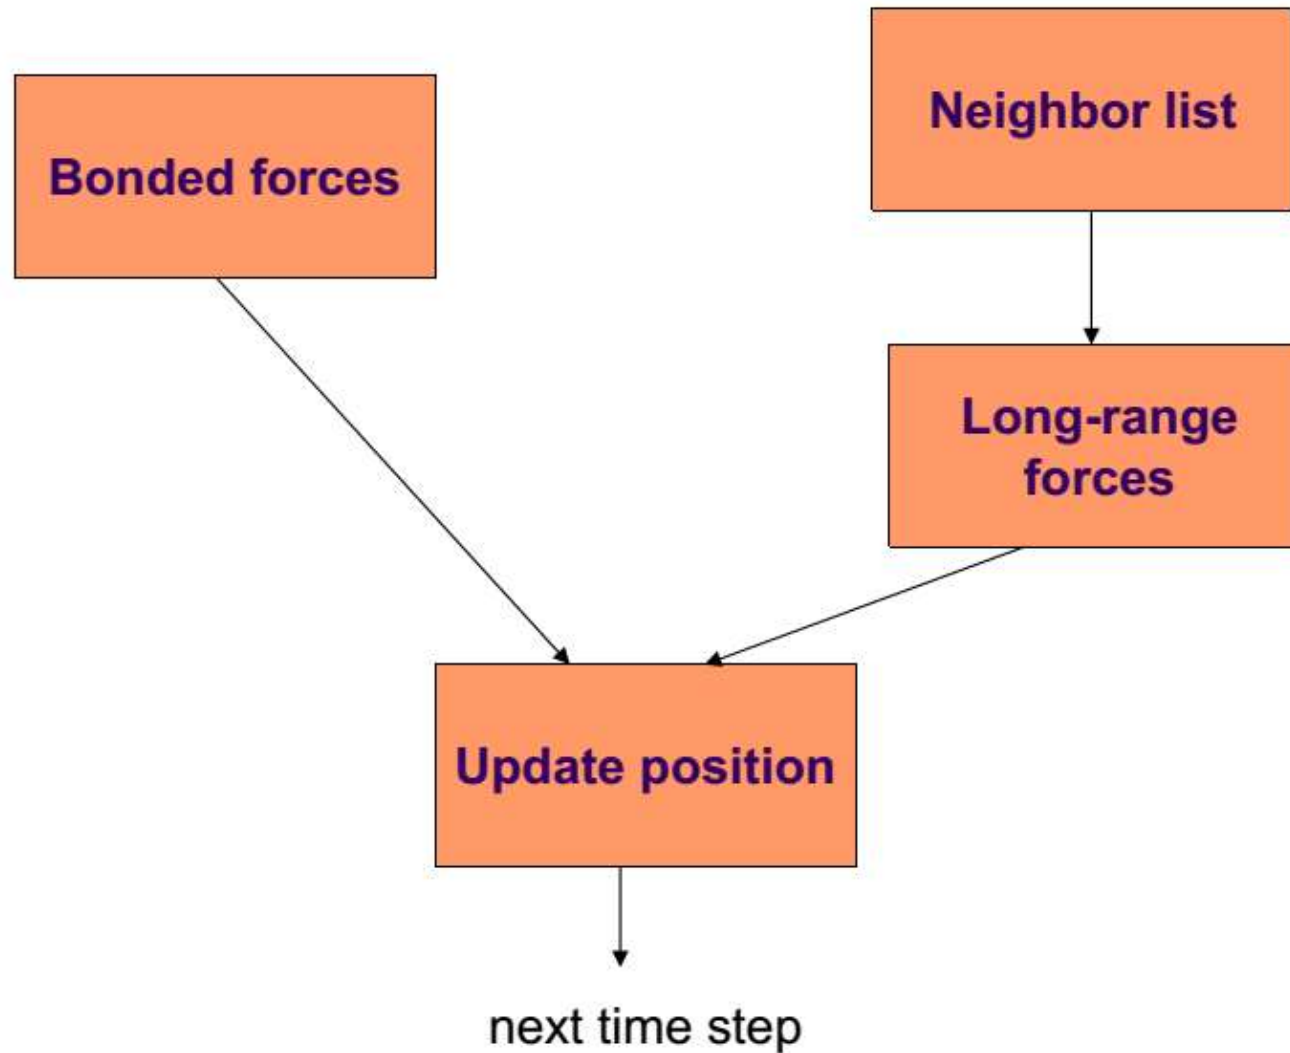 Neighbor list
Bonded forces
Long-range
forces
Update position
next time step